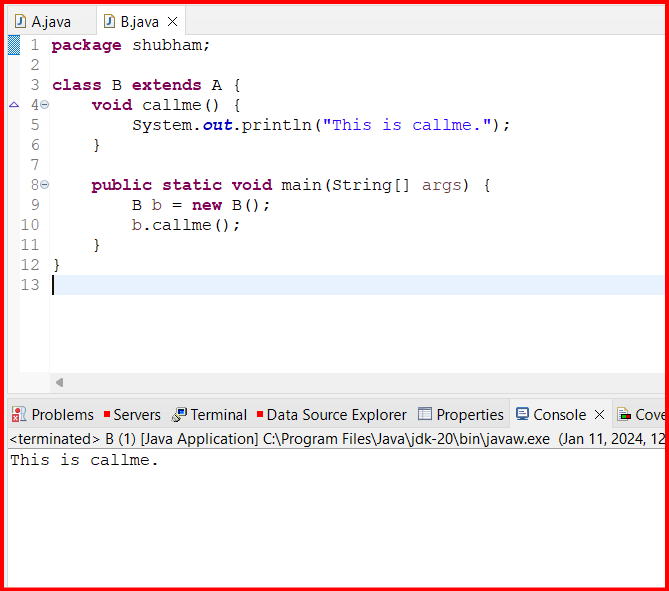 A.java B.java
1 package shubham;
2
3 class B extends A {
4     void callme() {
5         System.out.println("This is callme.");
6     }
7
8     public static void main(String[] args) {
9         B b = new B();
10         b.callme();
11     }
12 }
13
Problems Servers Terminal Data Source Explorer Properties Console Cove
<terminated> B (1) [Java Application] C:\Program Files\Java\jdk-20\bin\javaw.exe (Jan 11, 2024, 12
This is callme.